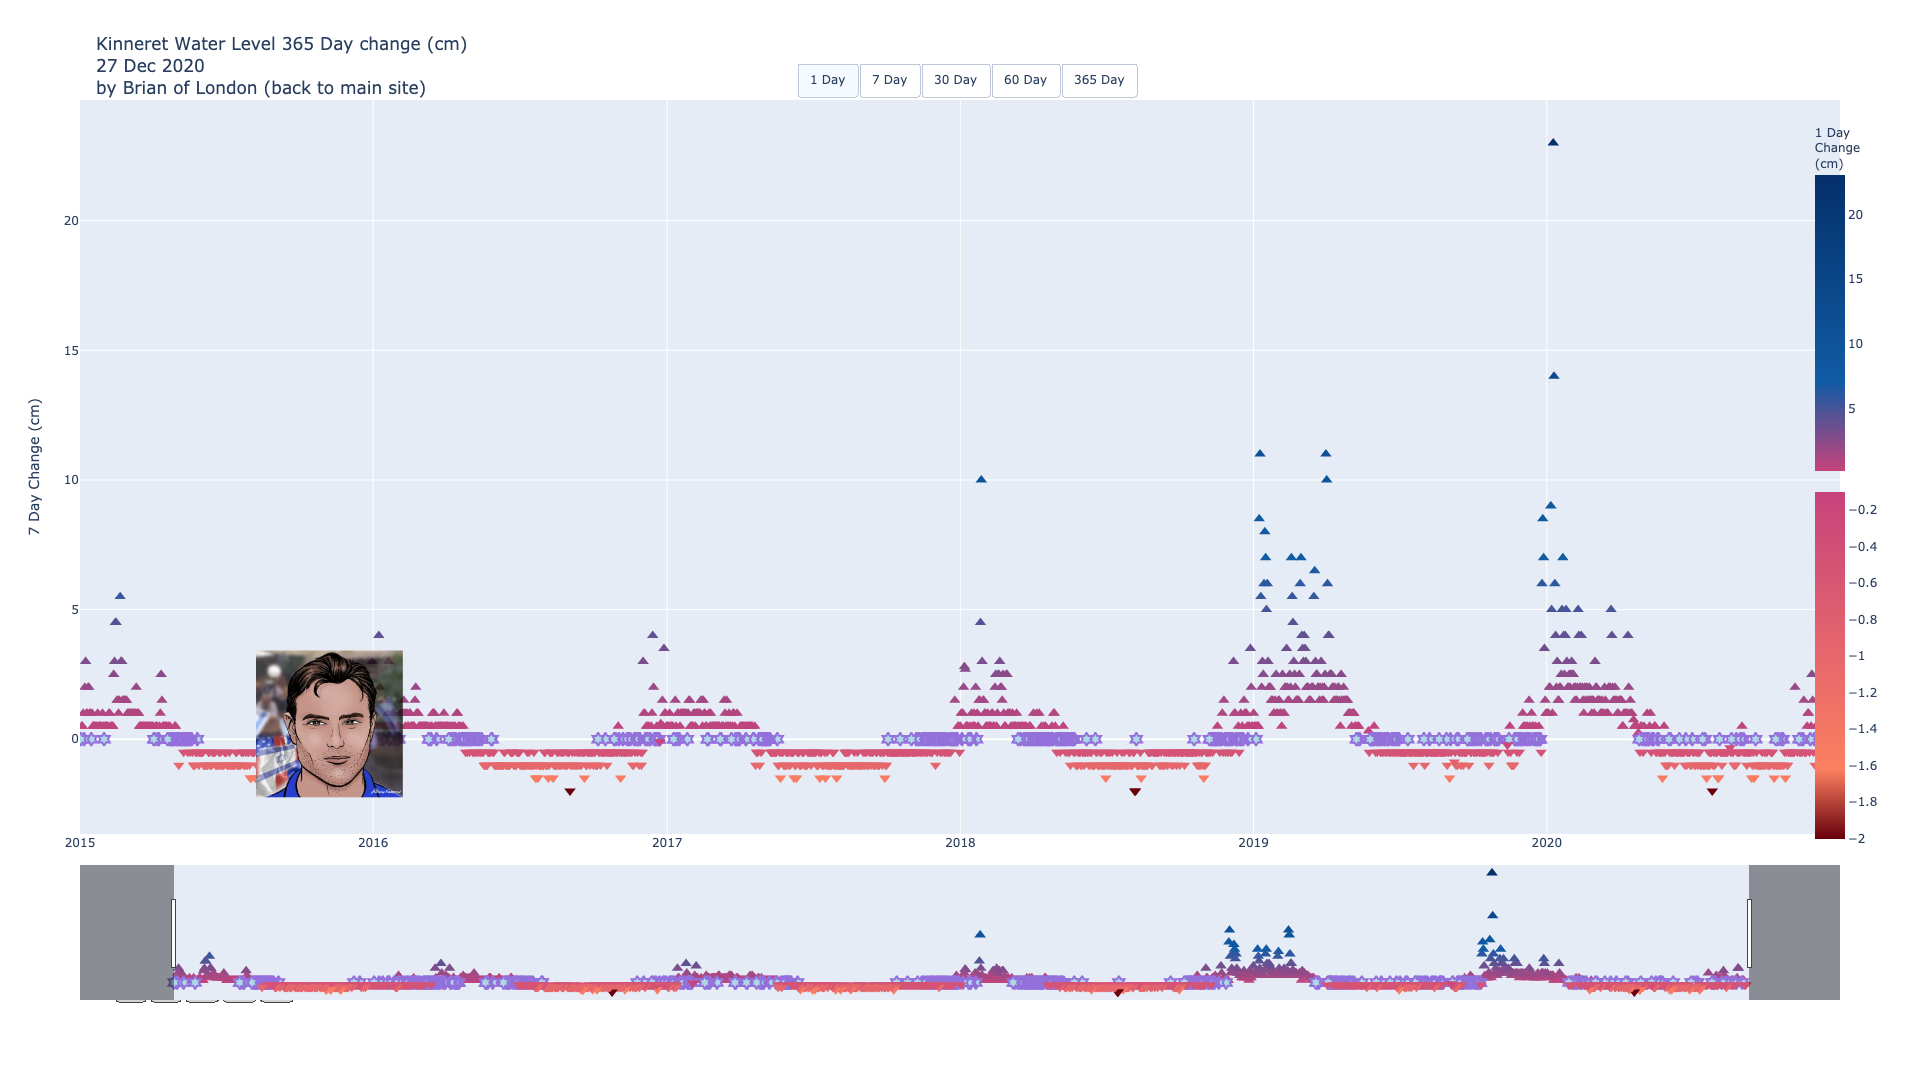 Kinneret Water Level 365 Day change (cm)
27 Dec 2020
by Brian of London (back to main site)
1 Day
7 Day
30 Day
60 Day
365 Day
1 Day
Change
(cm)
20
15
10
5
−0.2
−0.4
−0.6
−0.8
−1
−1.2
−1.4
−1.6
−1.8
−2
7 Day Change (cm)
20
15
10
5
0
2015
2016
2017
2018
2019
2020